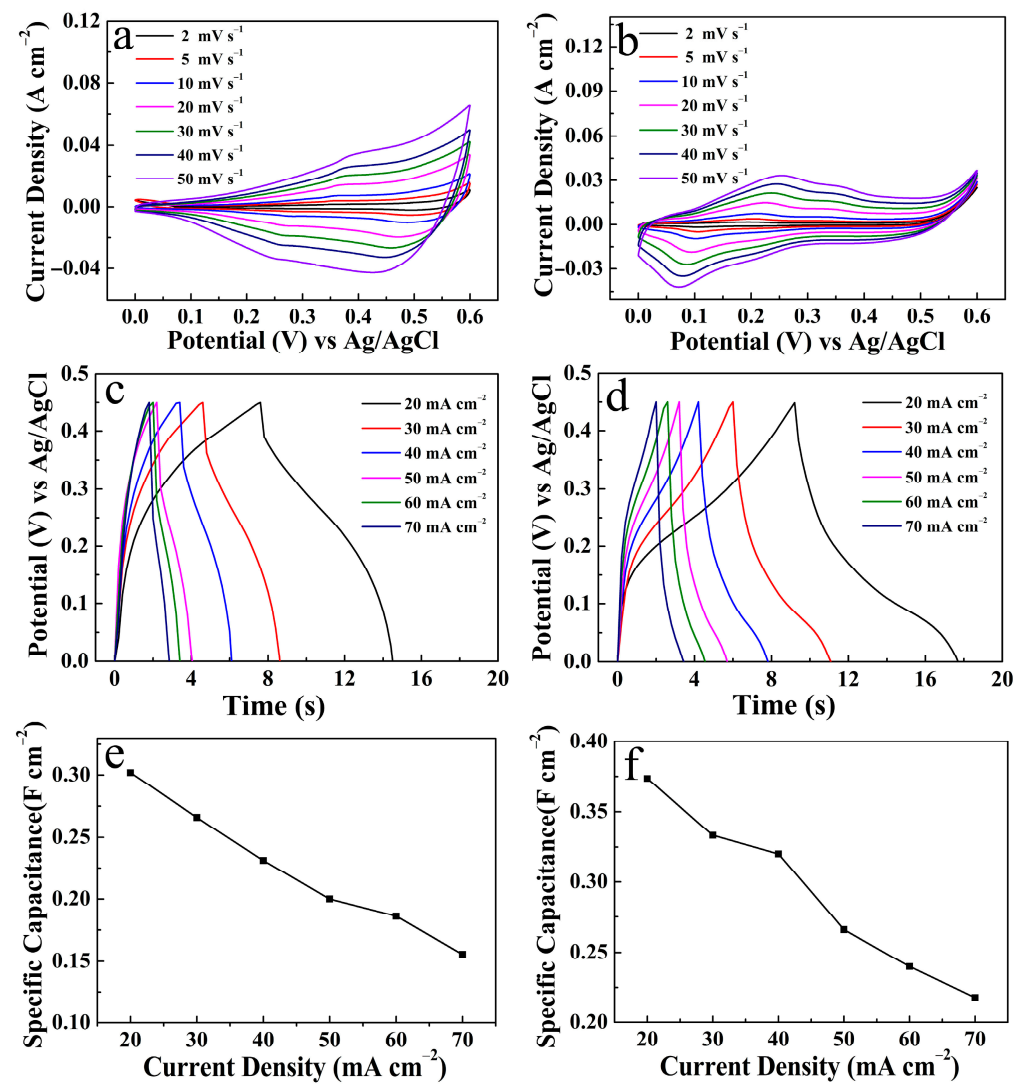 a
Current Density (A cm⁻²)
0.12
0.08
0.04
0.00
−0.04
2 mV s⁻¹
5 mV s⁻¹
10 mV s⁻¹
20 mV s⁻¹
30 mV s⁻¹
40 mV s⁻¹
50 mV s⁻¹
0.0 0.1 0.2 0.3 0.4 0.5 0.6
Potential (V) vs Ag/AgCl
b
Current Density (A cm⁻²)
0.12
0.09
0.06
0.03
0.00
−0.03
2 mV s⁻¹
5 mV s⁻¹
10 mV s⁻¹
20 mV s⁻¹
30 mV s⁻¹
40 mV s⁻¹
50 mV s⁻¹
0.0 0.1 0.2 0.3 0.4 0.5 0.6
Potential (V) vs Ag/AgCl
c
Potential (V) vs Ag/AgCl
0.5
0.4
0.3
0.2
0.1
0.0
20 mA cm⁻²
30 mA cm⁻²
40 mA cm⁻²
50 mA cm⁻²
60 mA cm⁻²
70 mA cm⁻²
0 4 8 12 16 20
Time (s)
d
Potential (V) vs Ag/AgCl
0.5
0.4
0.3
0.2
0.1
0.0
20 mA cm⁻²
30 mA cm⁻²
40 mA cm⁻²
50 mA cm⁻²
60 mA cm⁻²
70 mA cm⁻²
0 4 8 12 16 20
Time (s)
e
Specific Capacitance(F cm⁻²)
0.30
0.25
0.20
0.15
0.10
20 30 40 50 60 70
Current Density (mA cm⁻²)
f
Specific Capacitance(F cm⁻²)
0.40
0.35
0.30
0.25
0.20
20 30 40 50 60 70
Current Density (mA cm⁻²)